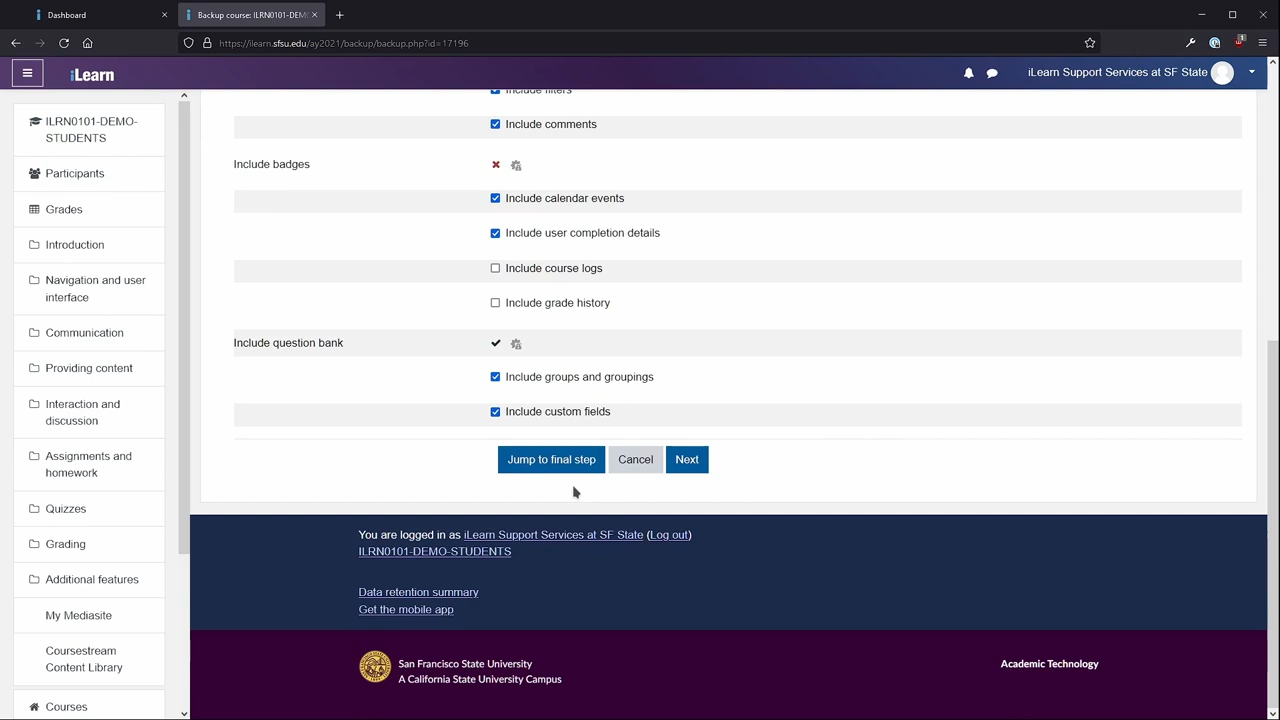 Dashboard
Backup course: ILRN0101-DEM
https://ilearn.sfsu.edu/ay2021/backup/backup.php?id=17196
1
iLearn
iLearn Support Services at SF State
ILRN0101-DEMO-
STUDENTS
Participants
Grades
Introduction
Navigation and user
interface
Communication
Providing content
Interaction and
discussion
Assignments and
homework
Quizzes
Grading
Additional features
My Mediasite
Coursestream
Content Library
Courses
Include filters
Include comments
Include badges
Include calendar events
Include user completion details
Include course logs
Include grade history
Include question bank
Include groups and groupings
Include custom fields
Jump to final step
Cancel
Next
You are logged in as iLearn Support Services at SF State (Log out)
ILRN0101-DEMO-STUDENTS
Data retention summary
Get the mobile app
San Francisco State University
A California State University Campus
Academic Technology